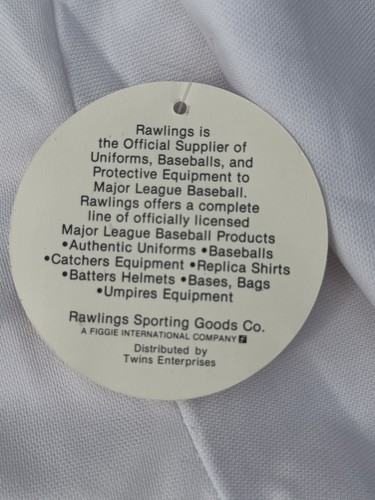 Rawlings is
the Official Supplier of
Uniforms, Baseballs, and
Protective Equipment to
Major League Baseball.
Rawlings offers a complete
line of officially licensed
Major League Baseball Products
•Authentic Uniforms •Baseballs
•Catchers Equipment •Replica Shirts
•Batters Helmets •Bases, Bags
•Umpires Equipment
Rawlings Sporting Goods Co.
A FIGGIE INTERNATIONAL COMPANY
Distributed by
Twins Enterprises